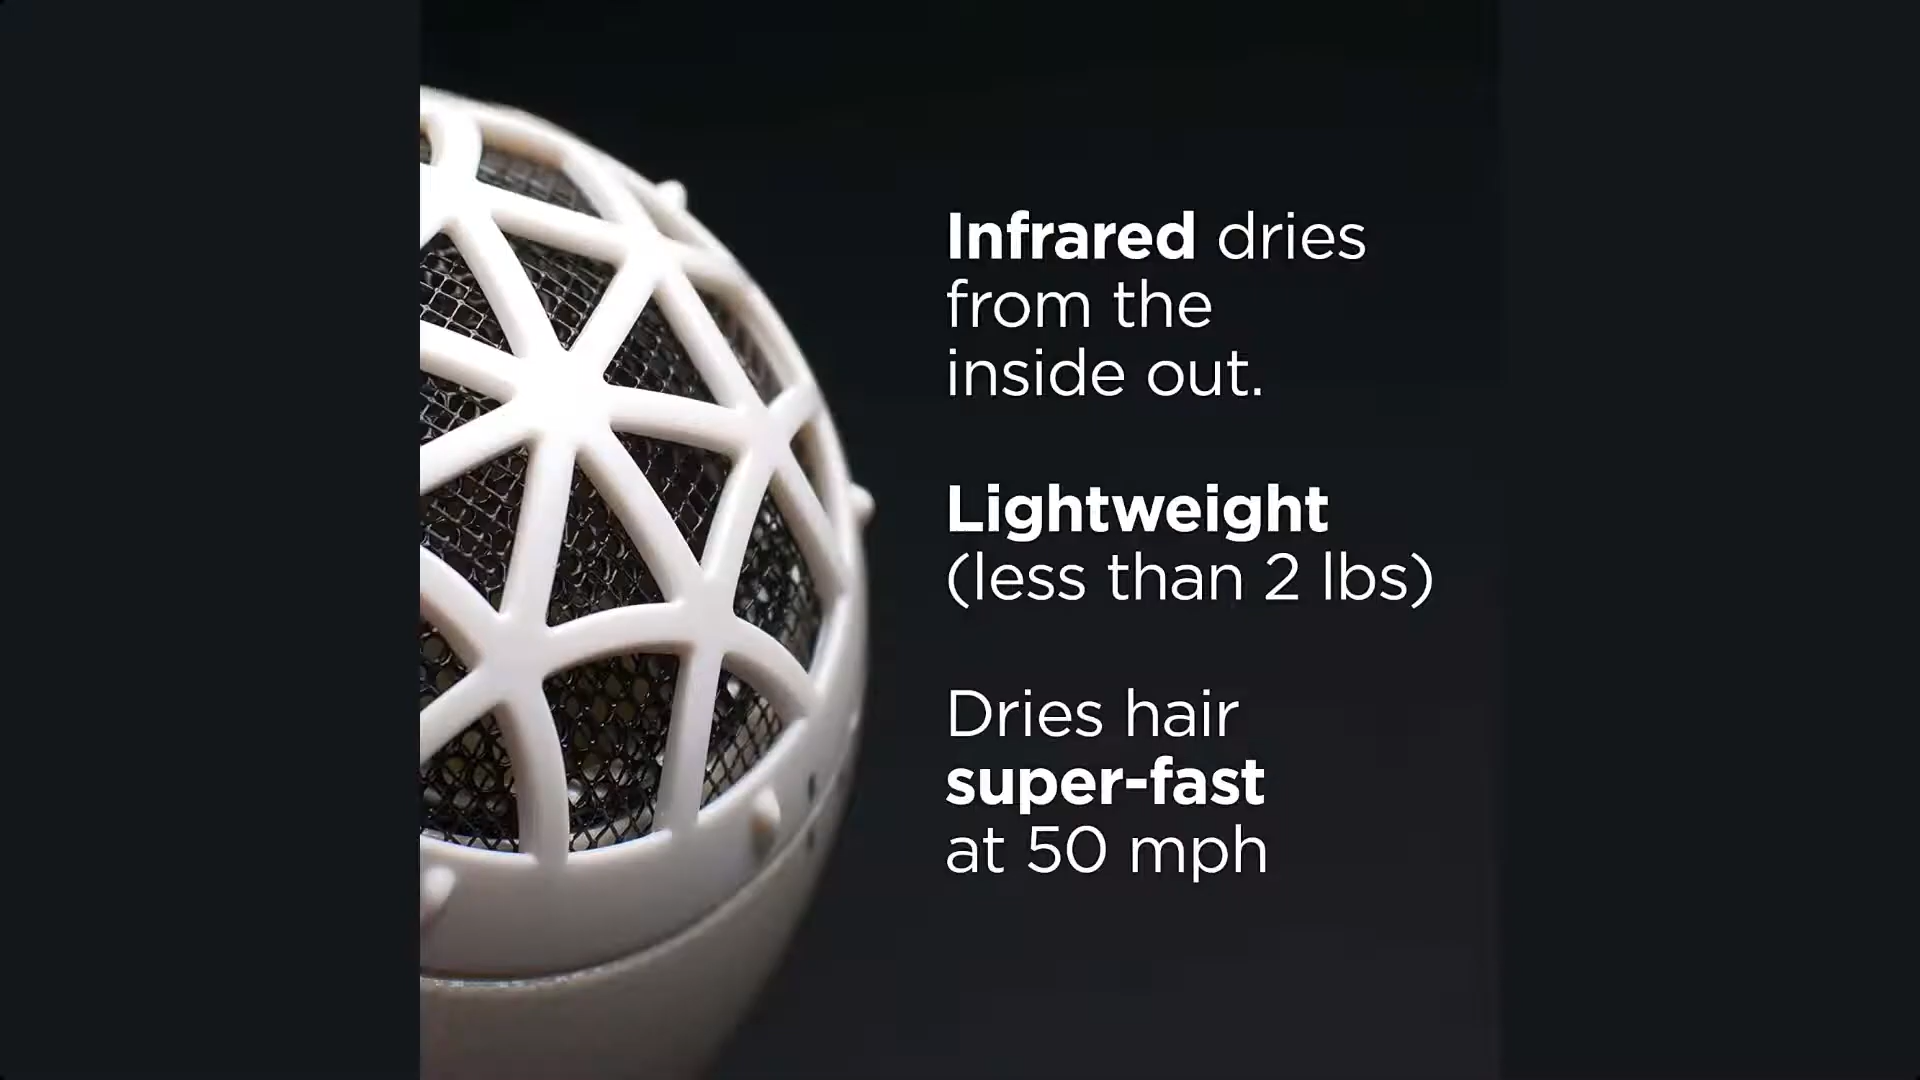 Infrared dries
from the
inside out.
Lightweight
(less than 2 lbs)
Dries hair
super-fast
at 50 mph